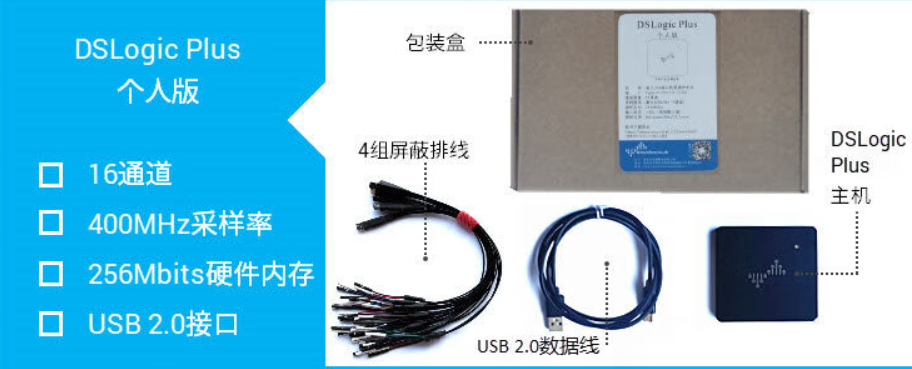 DSLogic Plus
个人版
16通道
400MHz采样率
256Mbits硬件内存
USB 2.0接口
包装盒
DSLogic Plus
个人版
4组屏蔽排线
DSLogic
Plus
主机
USB 2.0数据线